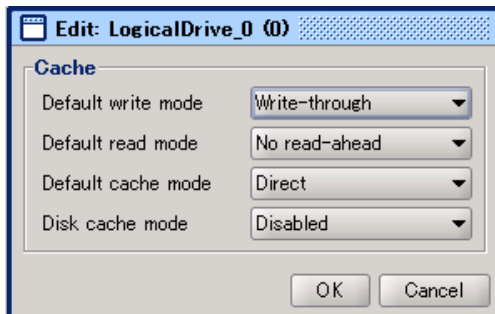 Edit: LogicalDrive_0 (0)
Cache
Default write mode Write-through
Default read mode No read-ahead
Default cache mode Direct
Disk cache mode Disabled
OK Cancel